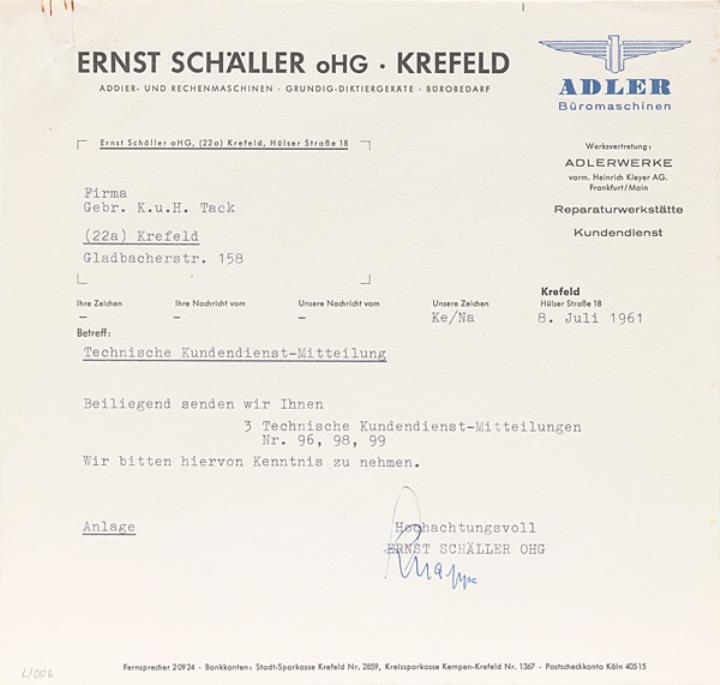 ERNST SCHÄLLER oHG · KREFELD
ADDIER- UND RECHENMASCHINEN · GRUNDIG-DIKTIERGERÄTE · BÜROBEDARF
ADLER
Büromaschinen
Werksvertretung:
ADLERWERKE
vorm. Heinrich Kleyer AG.
Frankfurt/Main
Reparaturwerkstätte
Kundendienst
Ernst Schäller oHG, (22a) Krefeld, Hülser Straße 18
Firma
Gebr. K.u.H. Tack
(22a) Krefeld
Gladbacherstr. 158
Krefeld
Ihre Zeichen Ihre Nachricht vom Unsere Nachricht vom Unsere Zeichen Hülser Straße 18
– – – Ke/Na 8. Juli 1961
Betreff:
Technische Kundendienst-Mitteilung
Beiliegend senden wir Ihnen
3 Technische Kundendienst-Mitteilungen
Nr. 96, 98, 99
Wir bitten hiervon Kenntnis zu nehmen.
Anlage Hochachtungsvoll
ERNST SCHÄLLER OHG
Fernsprecher 20924 · Bankkonten: Stadt-Sparkasse Krefeld Nr. 2859, Kreissparkasse Kempen-Krefeld Nr. 1367 · Postscheckkonto Köln 40515
L/006